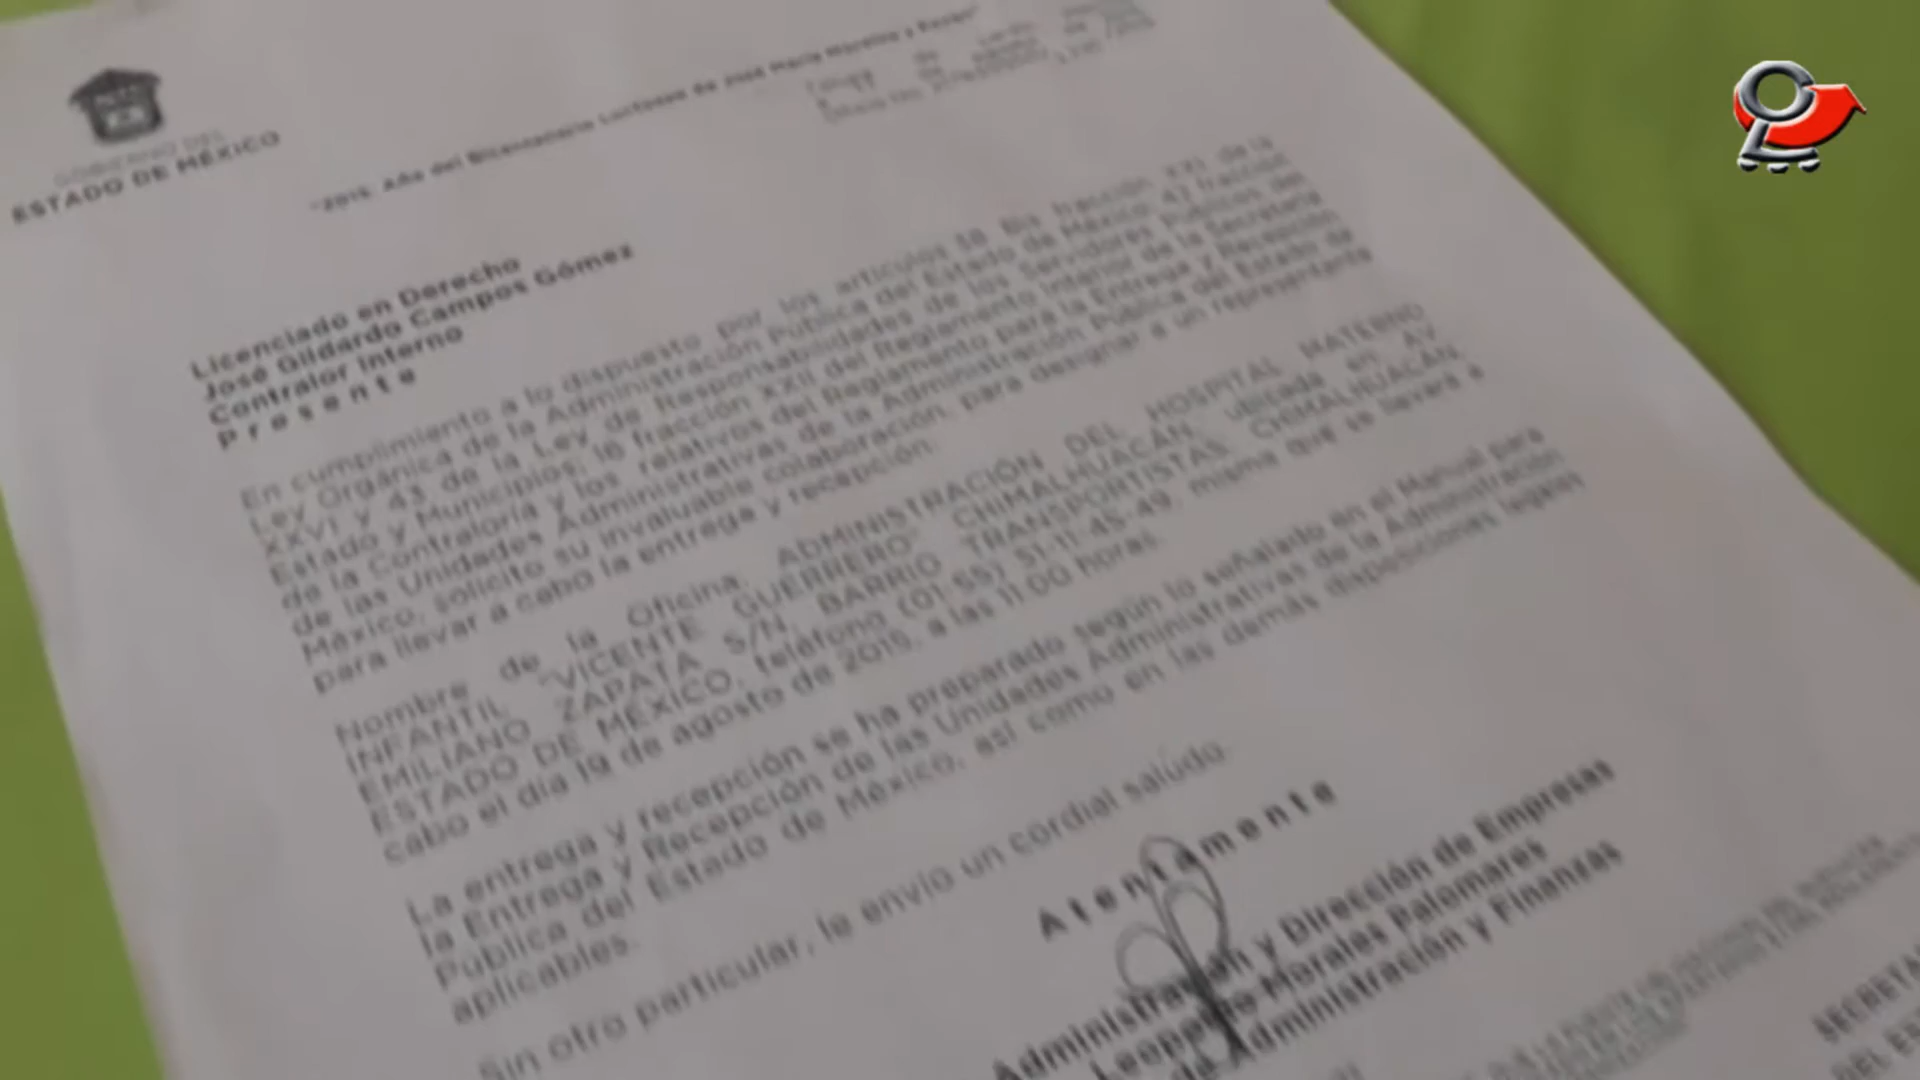 GOBIERNO DEL
ESTADO DE MÉXICO
"2015. Año del Bicentenario Luctuoso de José María Morelos y Pavón"
Licenciado en Derecho
José Gildardo Campos Gómez
Contralor Interno
P r e s e n t e
En cumplimiento a lo dispuesto por los artículos 38 Bis fracción XXI, de la
Ley Orgánica de la Administración Pública del Estado de México; 42 fracción
XXVI y 43 de la Ley de Responsabilidades de los Servidores Públicos del
Estado y Municipios; 16 fracción XXII del Reglamento Interior de la Secretaría
de la Contraloría y los relativos del Reglamento para la Entrega y Recepción
de las Unidades Administrativas de la Administración Pública del Estado de
México, solicito su invaluable colaboración, para designar a un representante
para llevar a cabo la entrega y recepción.
Nombre de la Oficina: ADMINISTRACIÓN DEL HOSPITAL MATERNO
INFANTIL "VICENTE GUERRERO" CHIMALHUACÁN, ubicada en: AV.
EMILIANO ZAPATA S/N BARRIO TRANSPORTISTAS, CHIMALHUACÁN,
ESTADO DE MÉXICO, teléfono (01-55) 51-11-45-49, misma que se llevará a
cabo el día 19 de agosto de 2015, a las 11:00 horas.
La entrega y recepción se ha preparado según lo señalado en el Manual para
la Entrega y Recepción de las Unidades Administrativas de la Administración
Pública del Estado de México, así como en las demás disposiciones legales
aplicables.
Sin otro particular, le envío un cordial saludo.
A t e n t a m e n t e
Administración y Dirección de Empresas
Leopoldo Morales Palomares
de Administración y Finanzas